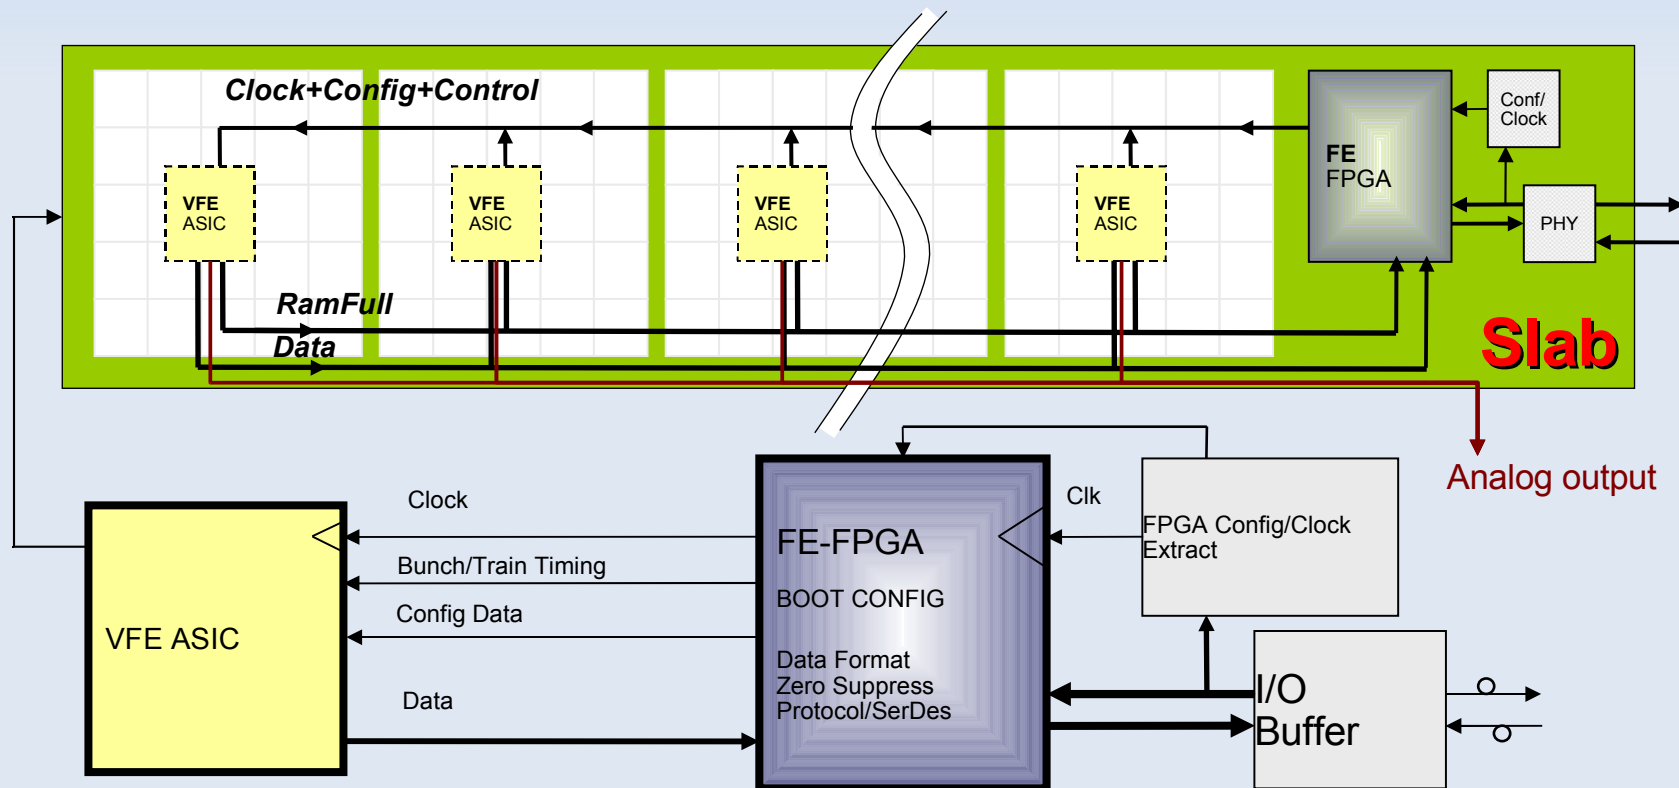 Clock+Config+Control
Conf/
Clock
FE
FPGA
VFE
ASIC
VFE
ASIC
VFE
ASIC
VFE
ASIC
PHY
RamFull
Data
Slab
Analog output
Clock
Bunch/Train Timing
Config Data
Data
VFE ASIC
FE-FPGA
BOOT CONFIG
Data Format
Zero Suppress
Protocol/SerDes
Clk
FPGA Config/Clock
Extract
I/O
Buffer